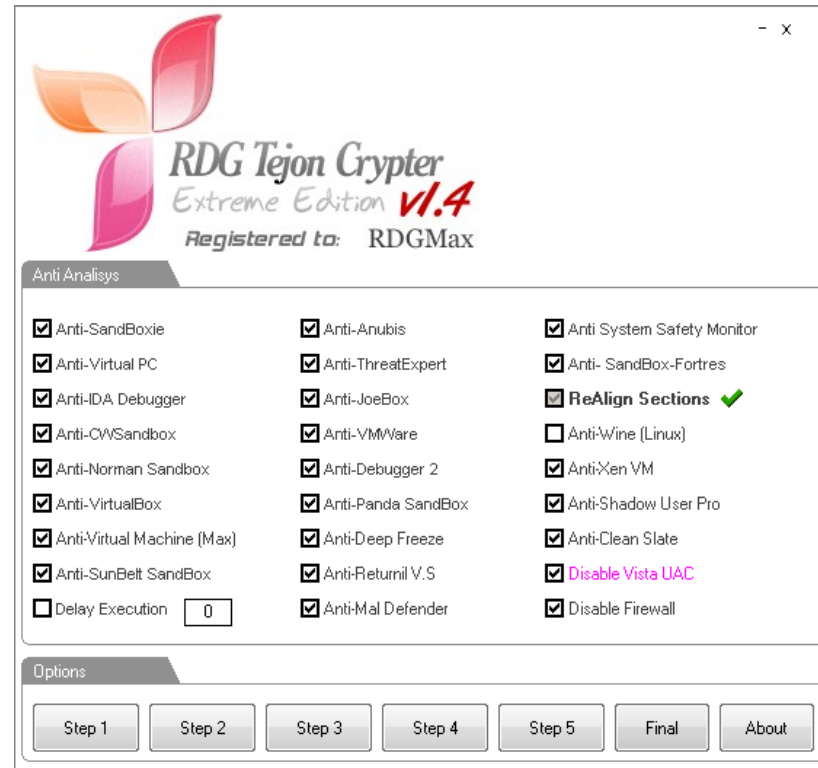 - x
RDG Tejon Crypter
Extreme Edition v1.4
Registered to: RDGMax
Anti Analisys
Anti-SandBoxie
Anti-Anubis
Anti System Safety Monitor
Anti-Virtual PC
Anti-ThreatExpert
Anti- SandBox-Fortres
Anti-IDA Debugger
Anti-JoeBox
ReAlign Sections
Anti-CWSandbox
Anti-VMWare
Anti-Wine (Linux)
Anti-Norman Sandbox
Anti-Debugger 2
Anti-Xen VM
Anti-VirtualBox
Anti-Panda SandBox
Anti-Shadow User Pro
Anti-Virtual Machine (Max)
Anti-Deep Freeze
Anti-Clean Slate
Anti-SunBelt SandBox
Anti-Returnil V.S
Disable Vista UAC
Delay Execution 0
Anti-Mal Defender
Disable Firewall
Options
Step 1
Step 2
Step 3
Step 4
Step 5
Final
About